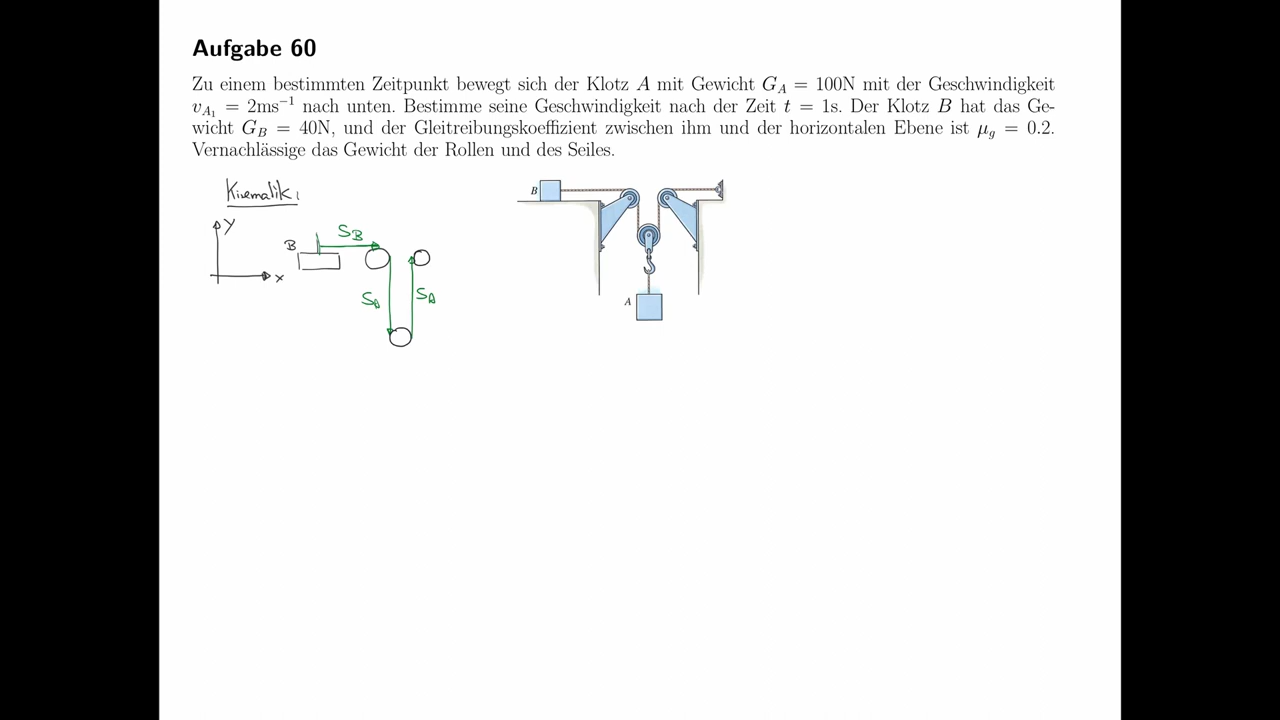 Aufgabe 60
Zu einem bestimmten Zeitpunkt bewegt sich der Klotz A mit Gewicht G_A = 100N mit der Geschwindigkeit
v_{A_1} = 2ms^{-1} nach unten. Bestimme seine Geschwindigkeit nach der Zeit t = 1s. Der Klotz B hat das Ge-
wicht G_B = 40N, und der Gleitreibungskoeffizient zwischen ihm und der horizontalen Ebene ist μ_g = 0.2.
Vernachlässige das Gewicht der Rollen und des Seiles.
Kinematik:
y
x
B
S_B
S_A
S_A
B
A